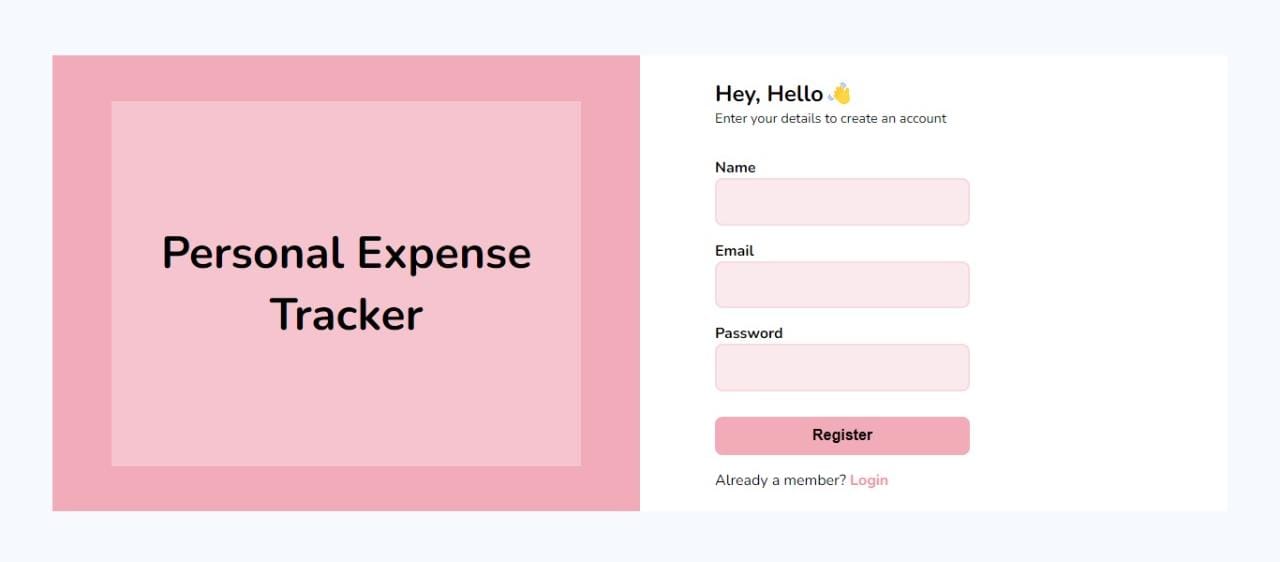 Personal Expense
Tracker
Hey, Hello 👋
Enter your details to create an account
Name
Email
Password
Register
Already a member? Login